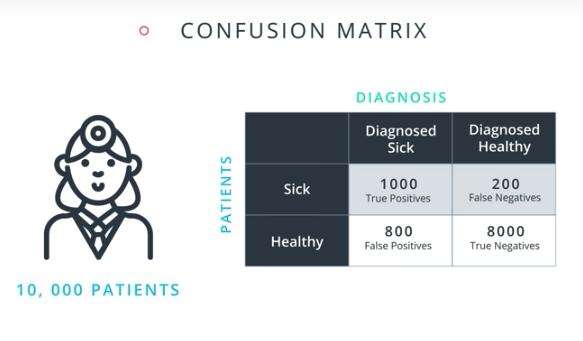 CONFUSION MATRIX
DIAGNOSIS
Diagnosed
Sick
Diagnosed
Healthy
PATIENTS
Sick
1000
True Positives
200
False Negatives
Healthy
800
False Positives
8000
True Negatives
10, 000 PATIENTS